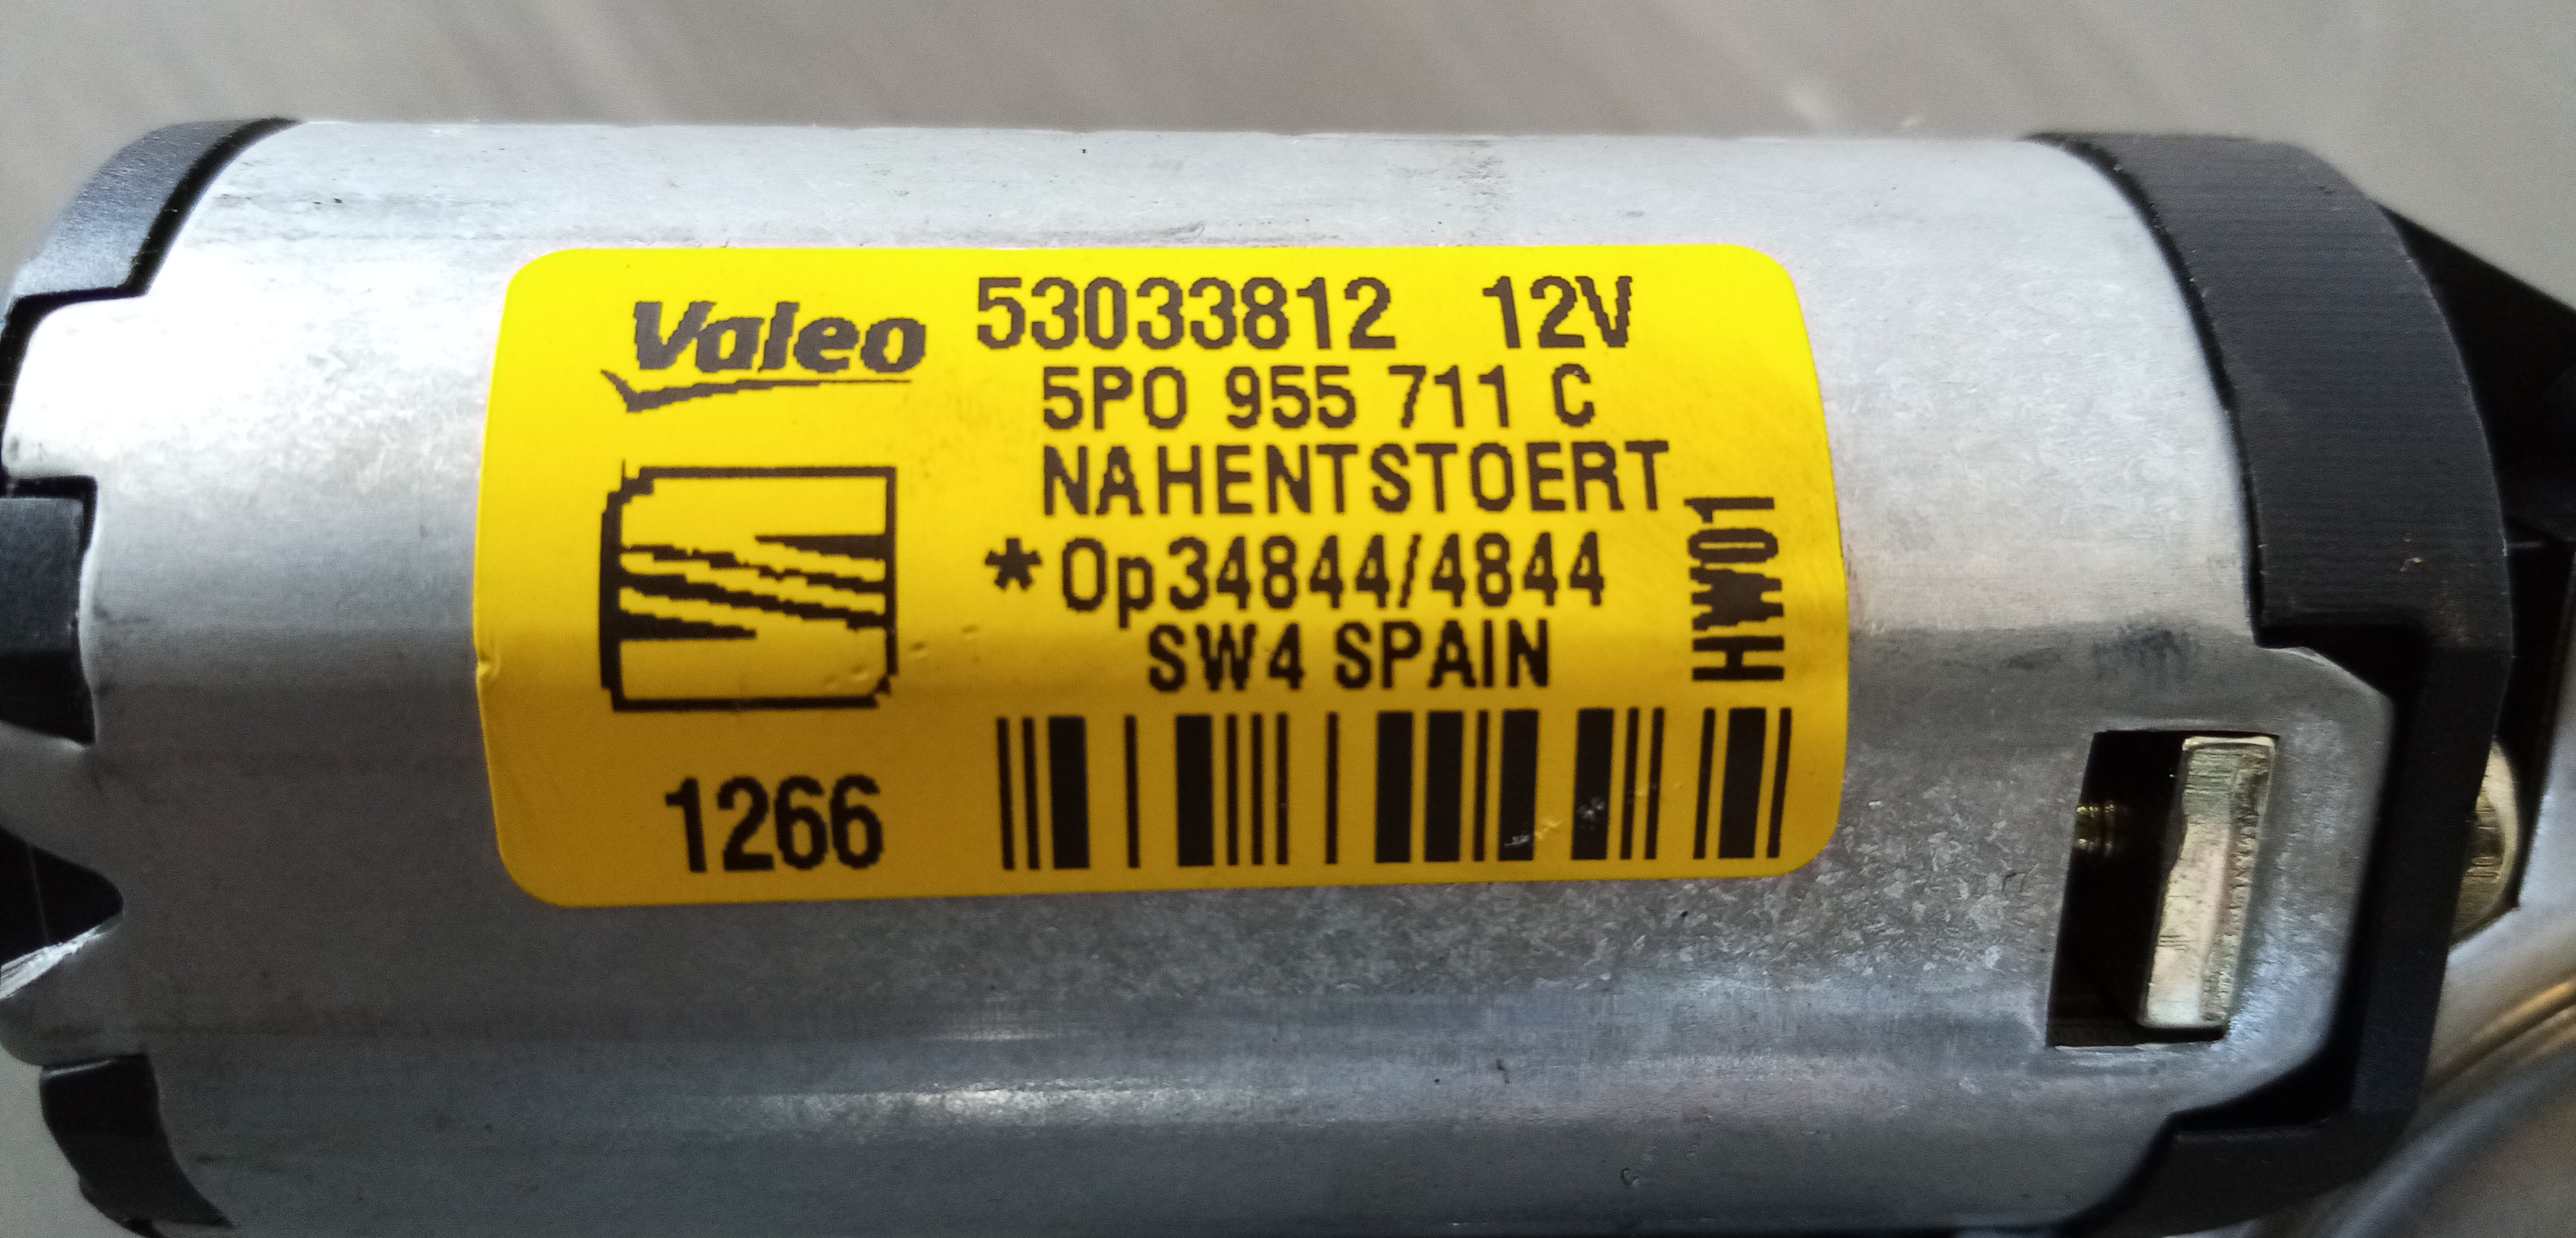 Valeo 53033812 12V
5P0 955 711 C
NAHENTSTOERT
*Op34844/4844
SW4 SPAIN
HW01
1266